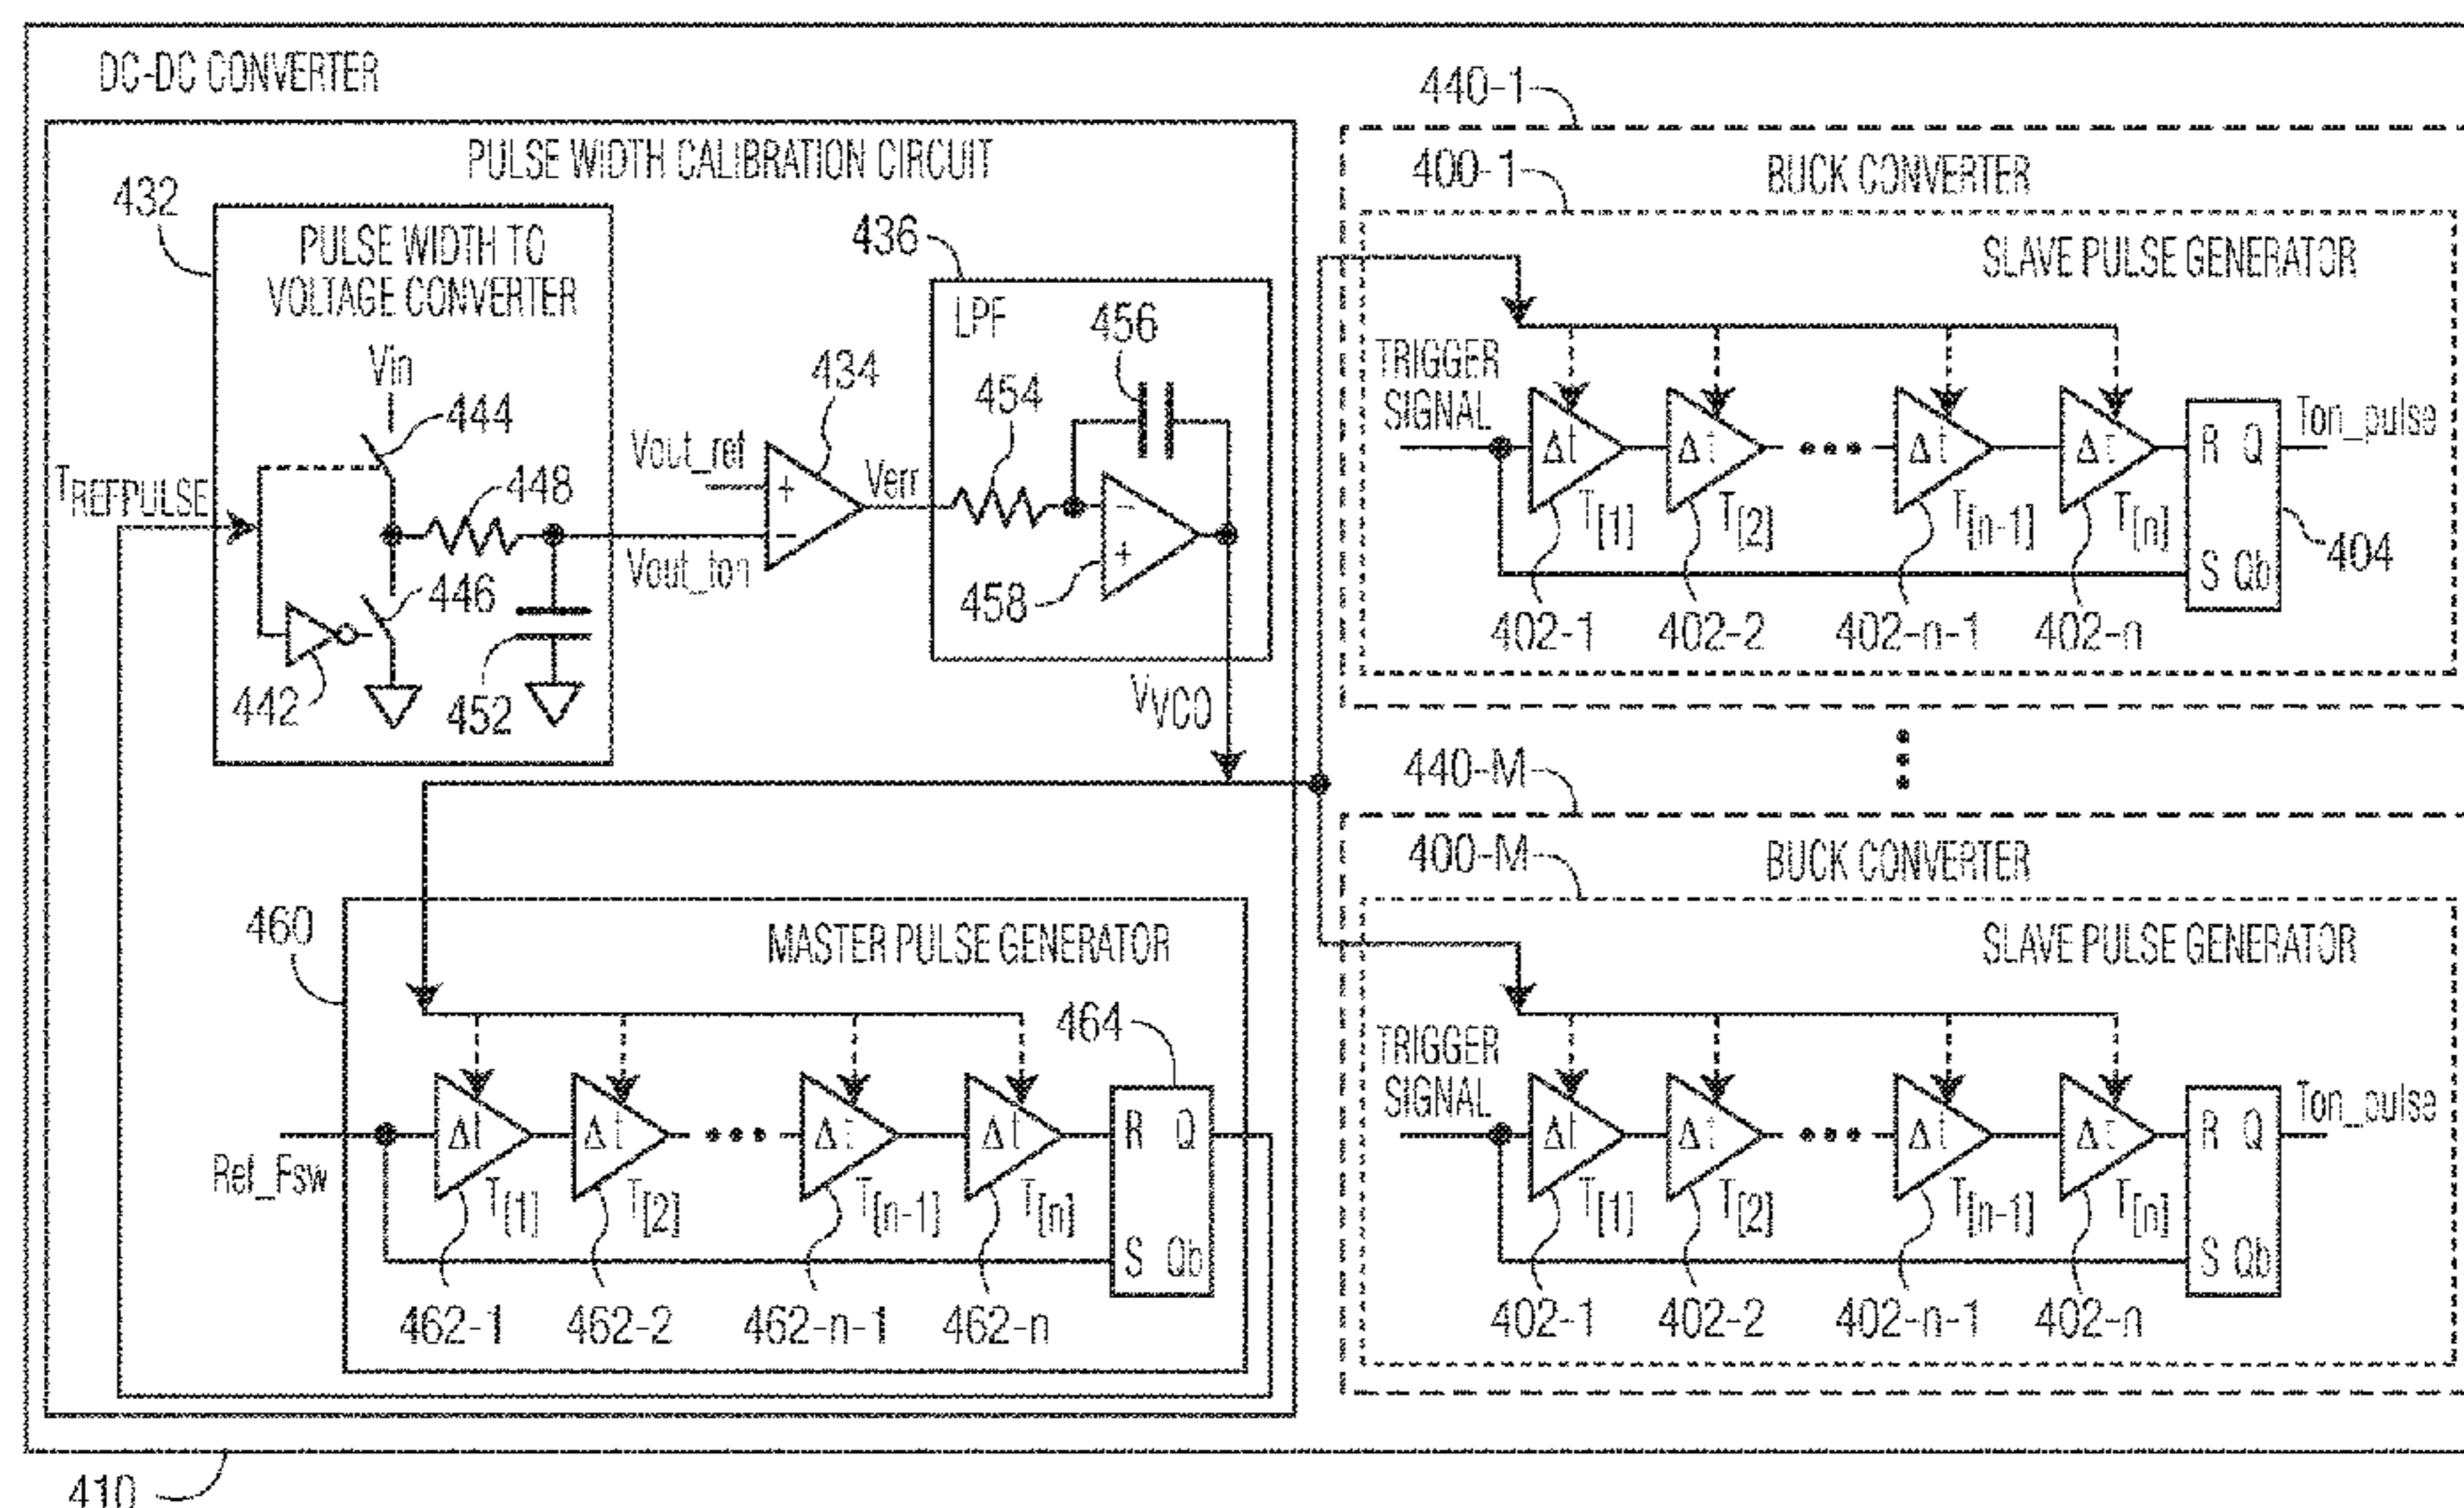 DC-DC CONVERTER
PULSE WIDTH CALIBRATION CIRCUIT
432
PULSE WIDTH TO
VOLTAGE CONVERTER
Vin
444
TREFPULSE
448
446
442
452
Vout_ref
Vout_ton
434
Verr
436
LPF
456
454
458
VVCO
+
-
-
+
460
MASTER PULSE GENERATOR
464
Ref_Fsw
Δt
Δt
Δt
Δt
R Q
T[1]
T[2]
T[n-1]
T[n]
S Qb
462-1
462-2
462-n-1
462-n
440-1
400-1
BUCK CONVERTER
SLAVE PULSE GENERATOR
TRIGGER
SIGNAL
Δt
Δt
Δt
Δt
R Q
Ton_pulse
T[1]
T[2]
T[n-1]
T[n]
S Qb
404
402-1
402-2
402-n-1
402-n
440-M
400-M
BUCK CONVERTER
SLAVE PULSE GENERATOR
TRIGGER
SIGNAL
Δt
Δt
Δt
Δt
R Q
Ton_pulse
T[1]
T[2]
T[n-1]
T[n]
S Qb
402-1
402-2
402-n-1
402-n
410